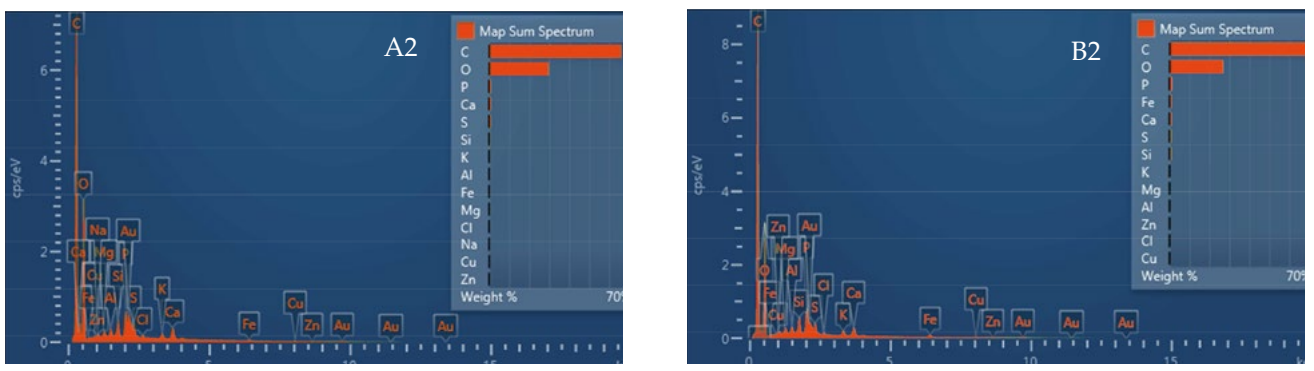 A2
Map Sum Spectrum
C
O
P
Ca
S
Si
K
Al
Fe
Mg
Cl
Na
Cu
Zn
Weight %
70%
cps/eV
6
4
2
0
C
O
Na Au
Ca Mg P
Cu Si
Fe Al S K
Zn Cl Ca Fe Cu Zn Au Au Au
0 5 15
B2
Map Sum Spectrum
C
O
P
Fe
Ca
S
Si
K
Mg
Al
Zn
Cl
Cu
Weight %
70%
cps/eV
8
6
4
2
0
C
Zn Au
Mg P
O Al Cl
Fe Si S Ca Cu
Cu K Fe Zn Au Au Au
0 5 10 15